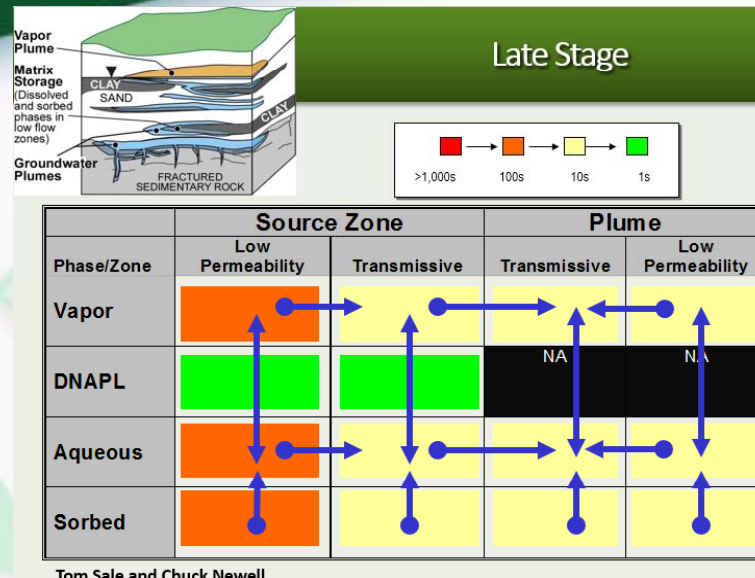 Late Stage
Vapor
Plume
Matrix
Storage
(Dissolved
and sorbed
phases in
low flow
zones)
Groundwater
Plumes
CLAY
SAND
CLAY
FRACTURED
SEDIMENTARY ROCK
>1,000s 100s 10s 1s
Source Zone Plume
Phase/Zone Low Permeability Transmissive Transmissive Low Permeability
Vapor
DNAPL NA NA
Aqueous
Sorbed
Tom Sale and Chuck Newell